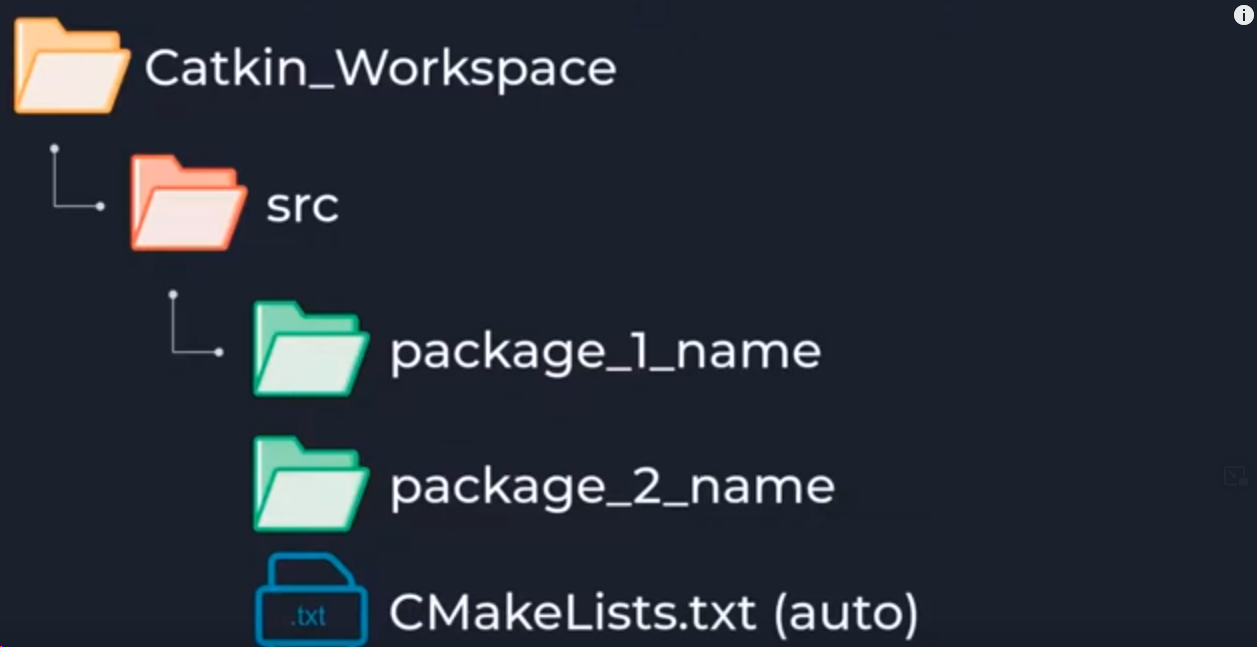 Catkin_Workspace
src
package_1_name
package_2_name
.txt
CMakeLists.txt (auto)